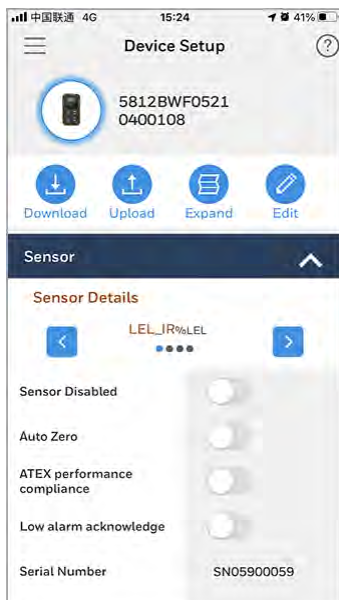 中国联通 4G 15:24 41%
Device Setup ?
5812BWF0521
0400108
Download Upload Expand Edit
Sensor
Sensor Details
LEL_IR%LEL
Sensor Disabled
Auto Zero
ATEX performance
compliance
Low alarm acknowledge
Serial Number SN05900059